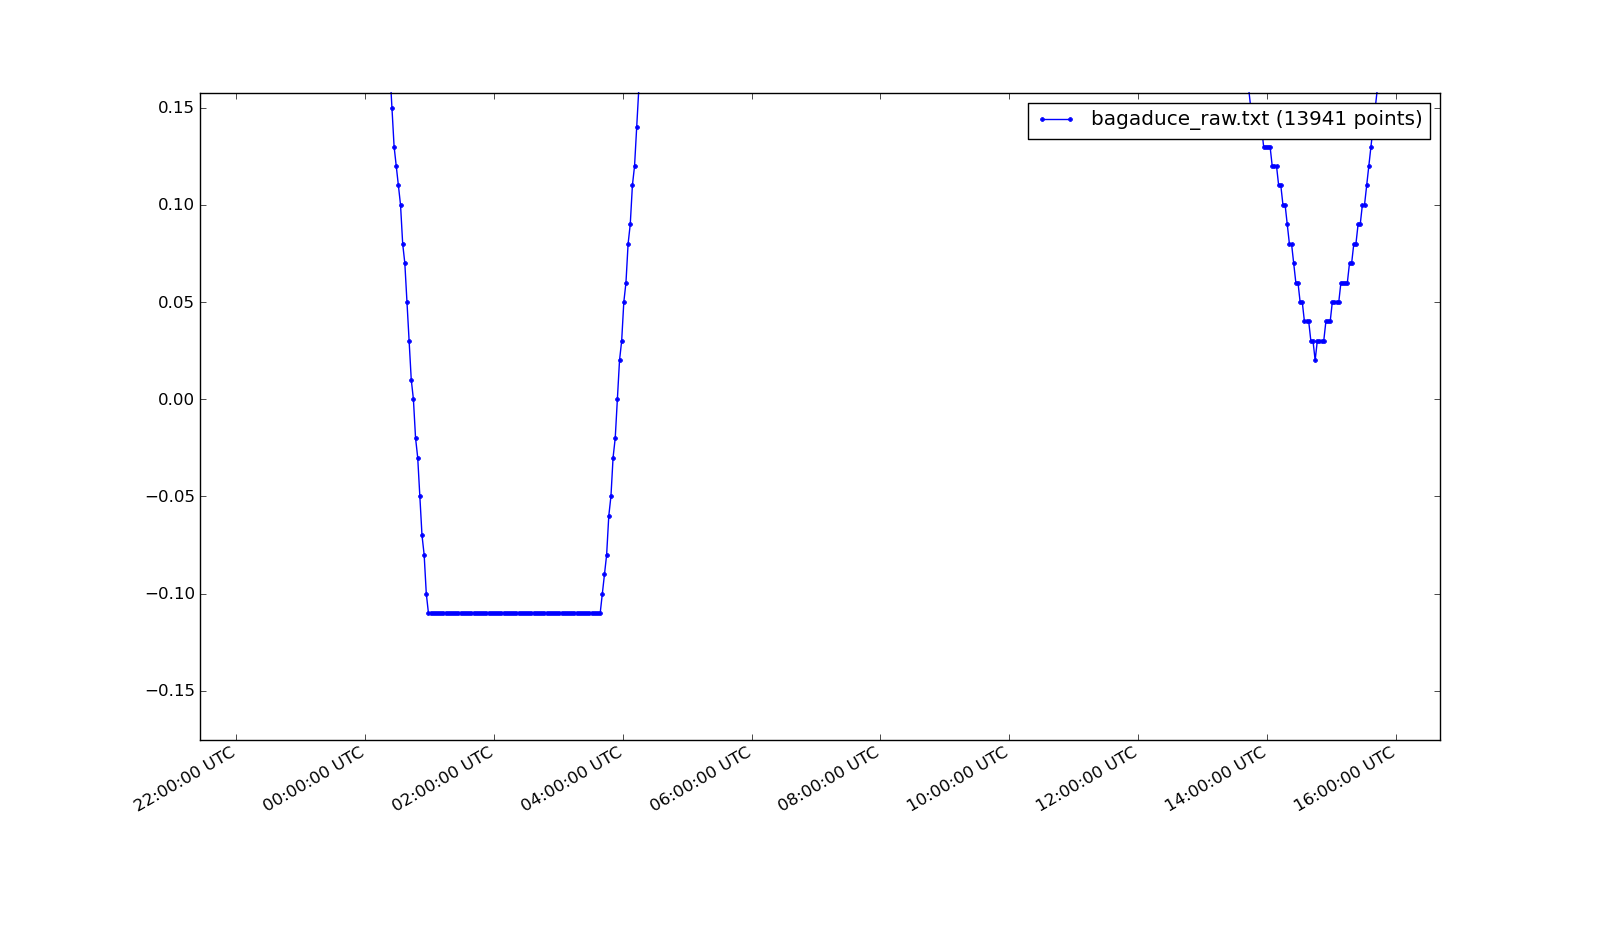 bagaduce_raw.txt (13941 points)
0.15
0.10
0.05
0.00
−0.05
−0.10
−0.15
22:00:00 UTC
00:00:00 UTC
02:00:00 UTC
04:00:00 UTC
06:00:00 UTC
08:00:00 UTC
10:00:00 UTC
12:00:00 UTC
14:00:00 UTC
16:00:00 UTC